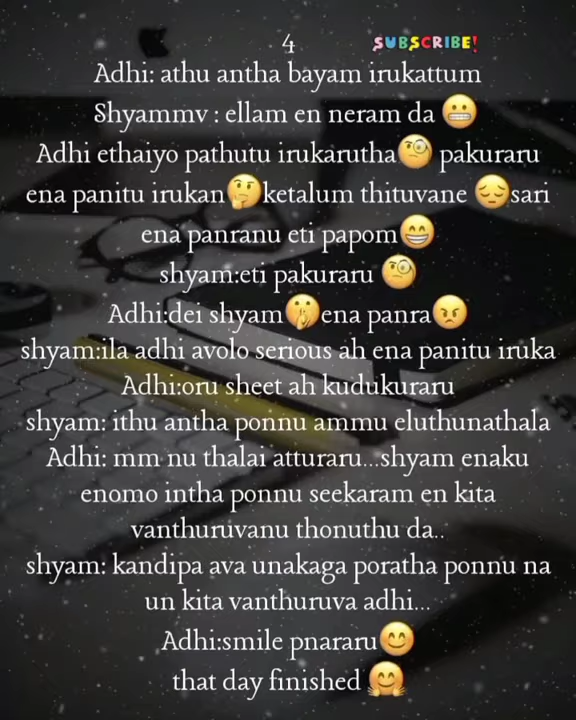 4 SUBSCRIBE!
Adhi: athu antha bayam irukattum
Shyammv : ellam en neram da 😬
Adhi ethaiyo pathutu irukarutha🧐 pakuraru
ena panitu irukan🤔ketalum thituvane 😔sari
ena panranu eti papom😁
shyam:eti pakuraru 🧐
Adhi:dei shyam🤫ena panra😠
shyam:ila adhi avolo serious ah ena panitu iruka
Adhi:oru sheet ah kudukuraru
shyam: ithu antha ponnu ammu eluthunathala
Adhi: mm nu thalai atturaru...shyam enaku
enomo intha ponnu seekaram en kita
vanthuruvanu thonuthu da..
shyam: kandipa ava unakaga poratha ponnu na
un kita vanthuruva adhi...
Adhi:smile pnararu😊
that day finished 🤗